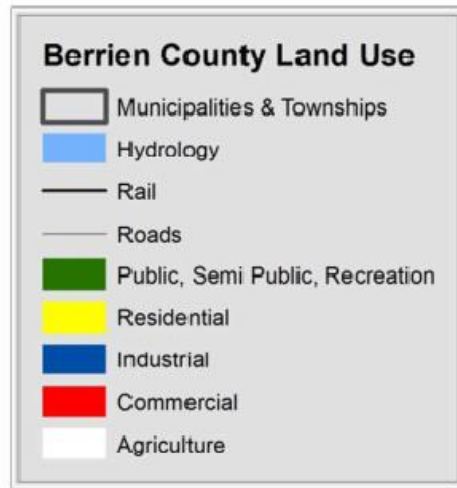 Berrien County Land Use
Municipalities & Townships
Hydrology
Rail
Roads
Public, Semi Public, Recreation
Residential
Industrial
Commercial
Agriculture